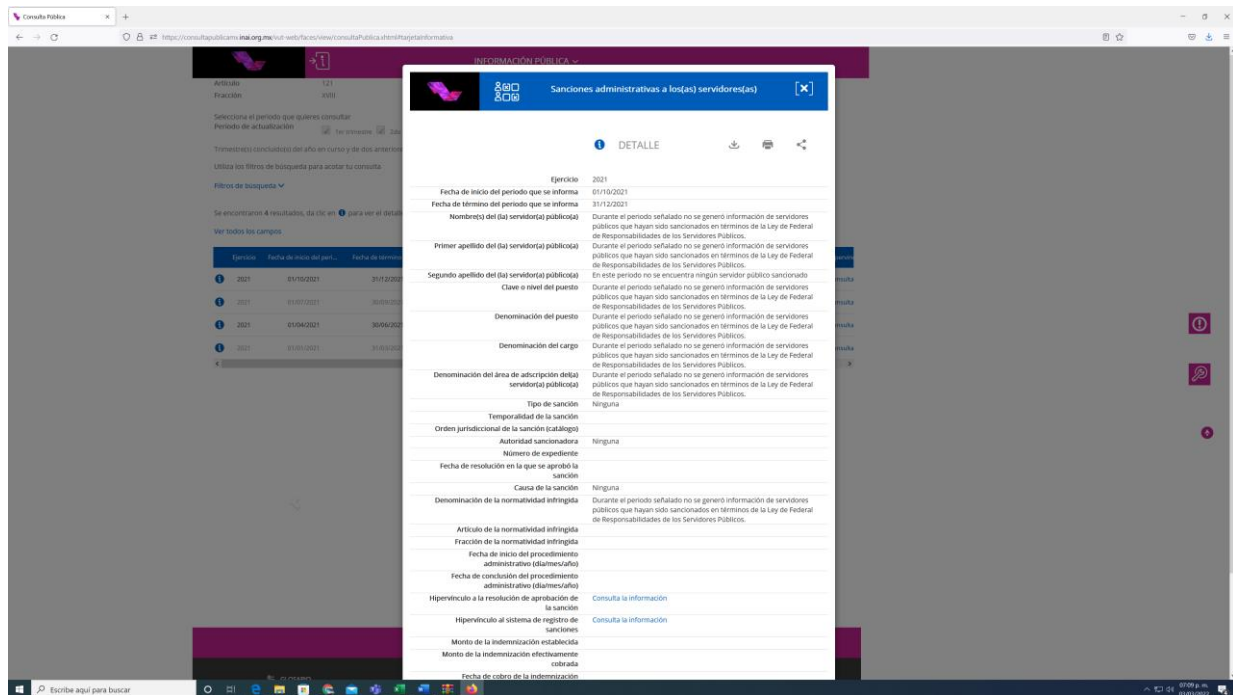 Consulta Pública
https://consultapublicamx.inai.org.mx/vut-web/faces/view/consultaPublica.xhtml#tarjetaInformativa
INFORMACIÓN PÚBLICA
Artículo 121
Fracción XVIII
Selecciona el periodo que quieres consultar
Periodo de actualización 1er trimestre 2do
Trimestre(s) concluido(s) del año en curso y de dos anteriores
Utiliza los filtros de búsqueda para acotar tu consulta
Filtros de búsqueda
Se encontraron 4 resultados, da clic en para ver el detalle
Ver todos los campos
Ejercicio Fecha de inicio del peri... Fecha de término
2021 01/10/2021 31/12/2021
2021 01/07/2021 30/09/202
2021 01/04/2021 30/06/2021
2021 01/01/2021 31/03/202
Sanciones administrativas a los(as) servidores(as)
DETALLE
Ejercicio 2021
Fecha de inicio del periodo que se informa 01/10/2021
Fecha de término del periodo que se informa 31/12/2021
Nombre(s) del (la) servidor(a) público(a) Durante el periodo señalado no se generó información de servidores
públicos que hayan sido sancionados en términos de la Ley de Federal
de Responsabilidades de los Servidores Públicos.
Primer apellido del (la) servidor(a) público(a) Durante el periodo señalado no se generó información de servidores
públicos que hayan sido sancionados en términos de la Ley de Federal
de Responsabilidades de los Servidores Públicos.
Segundo apellido del (la) servidor(a) público(a) En este periodo no se encuentra ningún servidor público sancionado
Clave o nivel del puesto Durante el periodo señalado no se generó información de servidores
públicos que hayan sido sancionados en términos de la Ley de Federal
de Responsabilidades de los Servidores Públicos.
Denominación del puesto Durante el periodo señalado no se generó información de servidores
públicos que hayan sido sancionados en términos de la Ley de Federal
de Responsabilidades de los Servidores Públicos.
Denominación del cargo Durante el periodo señalado no se generó información de servidores
públicos que hayan sido sancionados en términos de la Ley de Federal
de Responsabilidades de los Servidores Públicos.
Denominación del área de adscripción del(a) Durante el periodo señalado no se generó información de servidores
servidor(a) público(a) públicos que hayan sido sancionados en términos de la Ley de Federal
de Responsabilidades de los Servidores Públicos.
Tipo de sanción Ninguna
Temporalidad de la sanción
Orden jurisdiccional de la sanción (catálogo)
Autoridad sancionadora Ninguna
Número de expediente
Fecha de resolución en la que se aprobó la
sanción
Causa de la sanción Ninguna
Denominación de la normatividad infringida Durante el periodo señalado no se generó información de servidores
públicos que hayan sido sancionados en términos de la Ley de Federal
de Responsabilidades de los Servidores Públicos.
Artículo de la normatividad infringida
Fracción de la normatividad infringida
Fecha de inicio del procedimiento
administrativo (día/mes/año)
Fecha de conclusión del procedimiento
administrativo (día/mes/año)
Hipervínculo a la resolución de aprobación de Consulta la información
la sanción
Hipervínculo al sistema de registro de Consulta la información
sanciones
Monto de la indemnización establecida
Monto de la indemnización efectivamente
cobrada
Fecha de cobro de la indemnización
GLOSARIO
Escribe aquí para buscar
07:09 p. m.
03/03/2022